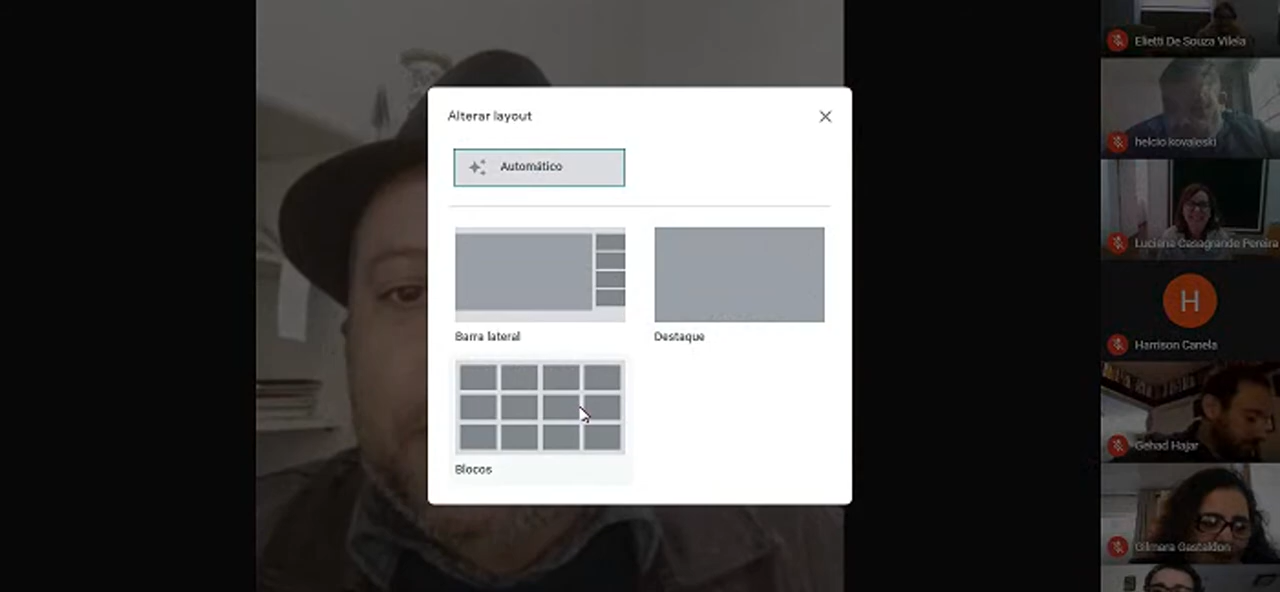 Alterar layout
Automático
Barra lateral
Destaque
Blocos
Elietti De Souza Vilela
helcio kovaleski
Luciana Casagrande Pereira
H
Harrison Canela
Gehad Hajar
Gilmara Gastaldon